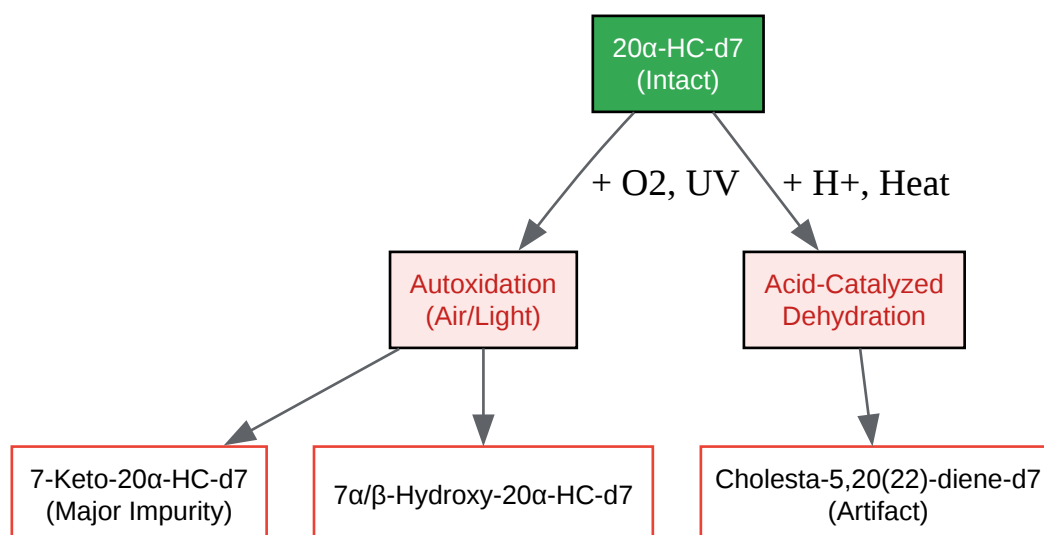 20α-HC-d7
(Intact)
+ O2, UV
+ H+, Heat
Autoxidation
(Air/Light)
Acid-Catalyzed
Dehydration
7-Keto-20α-HC-d7
(Major Impurity)
7α/β-Hydroxy-20α-HC-d7
Cholesta-5,20(22)-diene-d7
(Artifact)